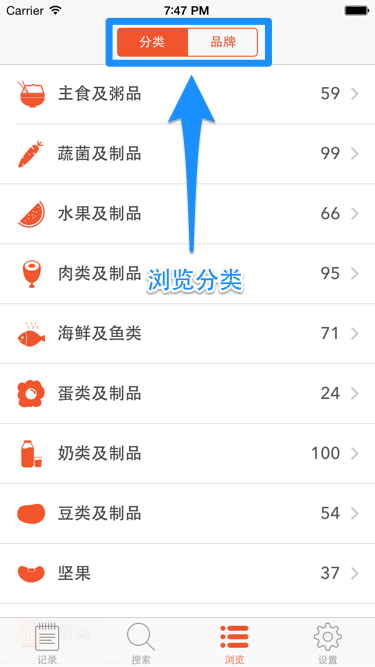 Carrier 7:47 PM
分类 品牌
主食及粥品 59
蔬菌及制品 99
水果及制品 66
肉类及制品 95
浏览分类
海鲜及鱼类 71
蛋类及制品 24
奶类及制品 100
豆类及制品 54
坚果 37
记录 搜索 浏览 设置